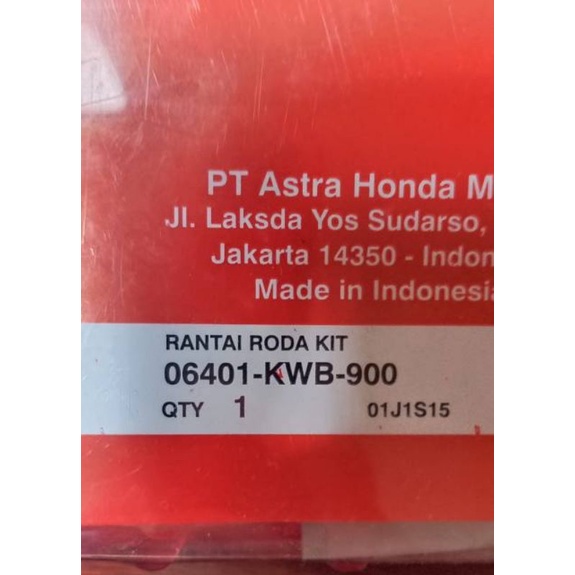 PT Astra Honda M
Jl. Laksda Yos Sudarso,
Jakarta 14350 - Indon
Made in Indonesia
RANTAI RODA KIT
06401-KWB-900
QTY 1 01J1S15